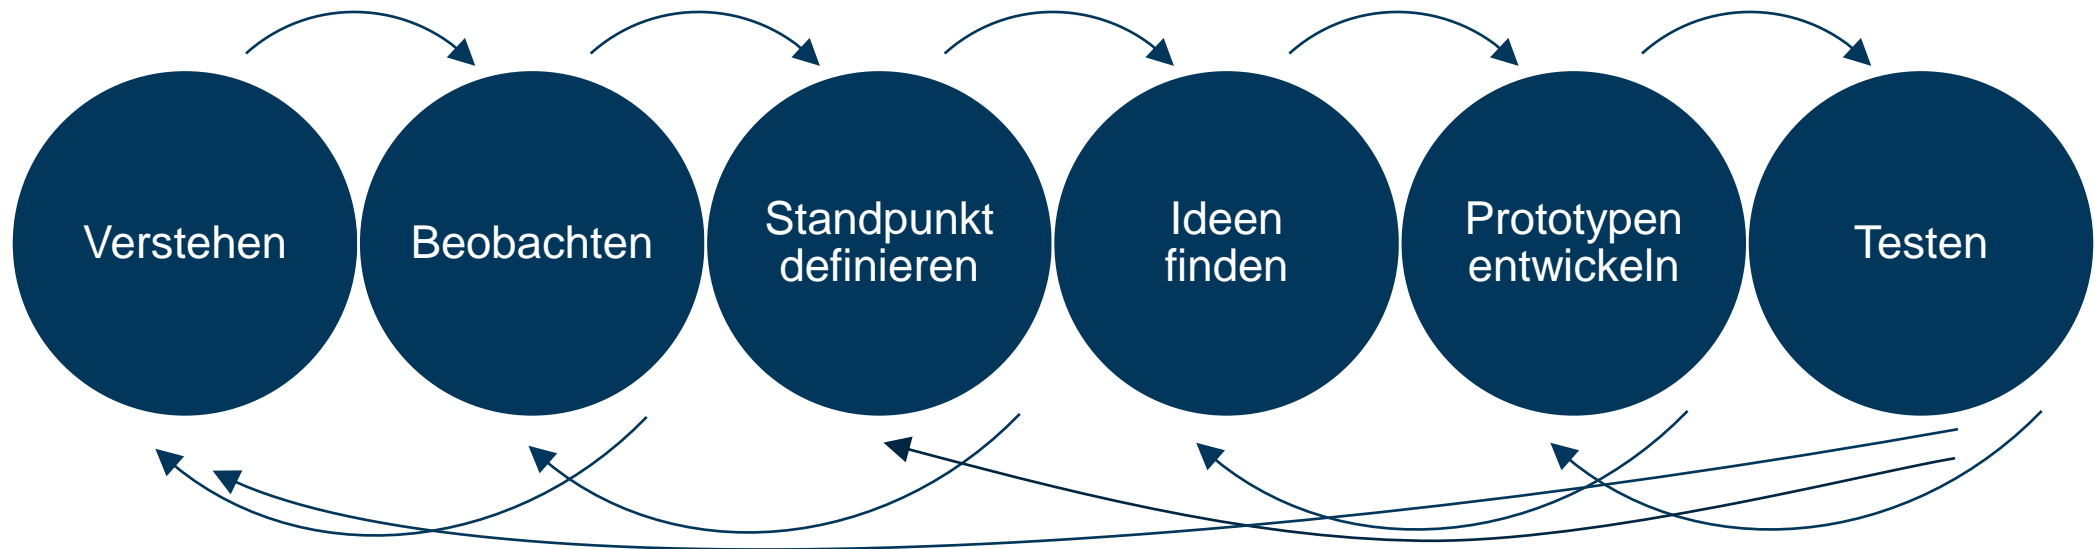 Verstehen
Beobachten
Standpunkt
definieren
Ideen
finden
Prototypen
entwickeln
Testen